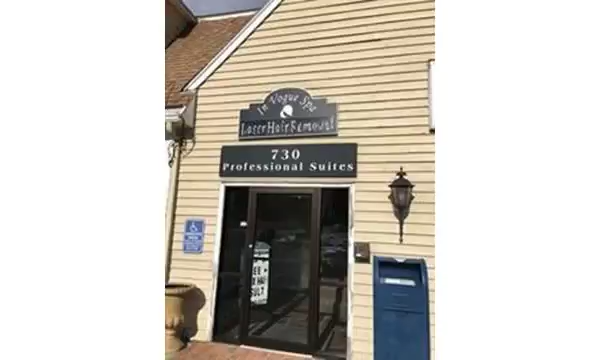 In Vogue Spa
Laser Hair Removal
730
Professional Suites